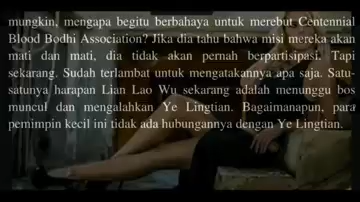 mungkin, mengapa begitu berbahaya untuk merebut Centennial
Blood Bodhi Association? Jika dia tahu bahwa misi mereka akan
mati dan mati, dia tidak akan pernah berpartisipasi. Tapi
sekarang. Sudah terlambat untuk mengatakannya apa saja. Satu-
satunya harapan Lian Lao Wu sekarang adalah menunggu bos
muncul dan mengalahkan Ye Lingtian. Bagaimanapun, para
pemimpin kecil ini tidak ada hubungannya dengan Ye Lingtian.